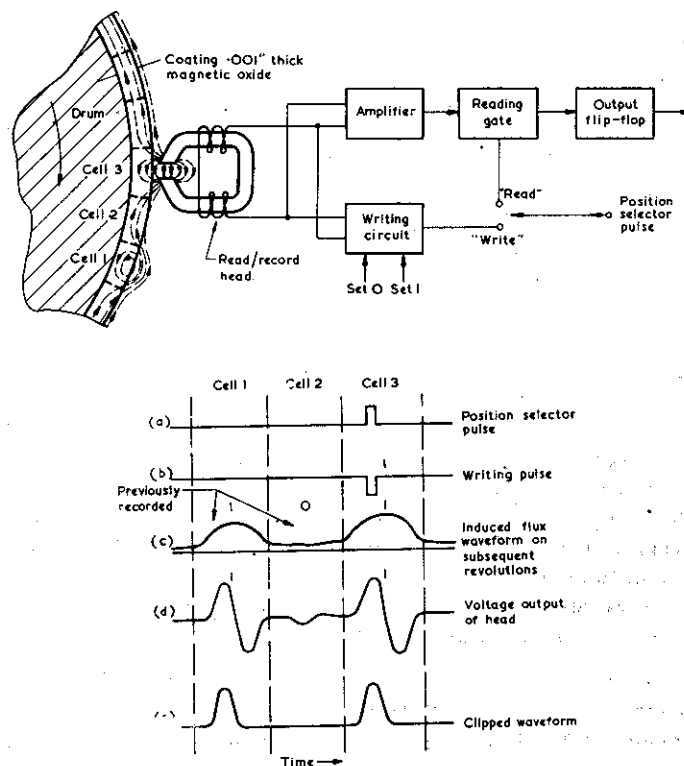 Coating ·001" thick
magnetic oxide
Drum
Cell 3
Cell 2
Cell 1
Read/record
head
Amplifier
Reading
gate
Output
flip-flop
"Read"
Position
selector
pulse
"Write"
Writing
circuit
Set 0 Set 1
Cell 1 Cell 2 Cell 3
(a)
Position selector
pulse
(b)
1
Writing pulse
Previously
recorded
1
0
1
(c)
Induced flux
waveform on
subsequent
revolutions
1
1
(d)
Voltage output
of head
Clipped waveform
Time